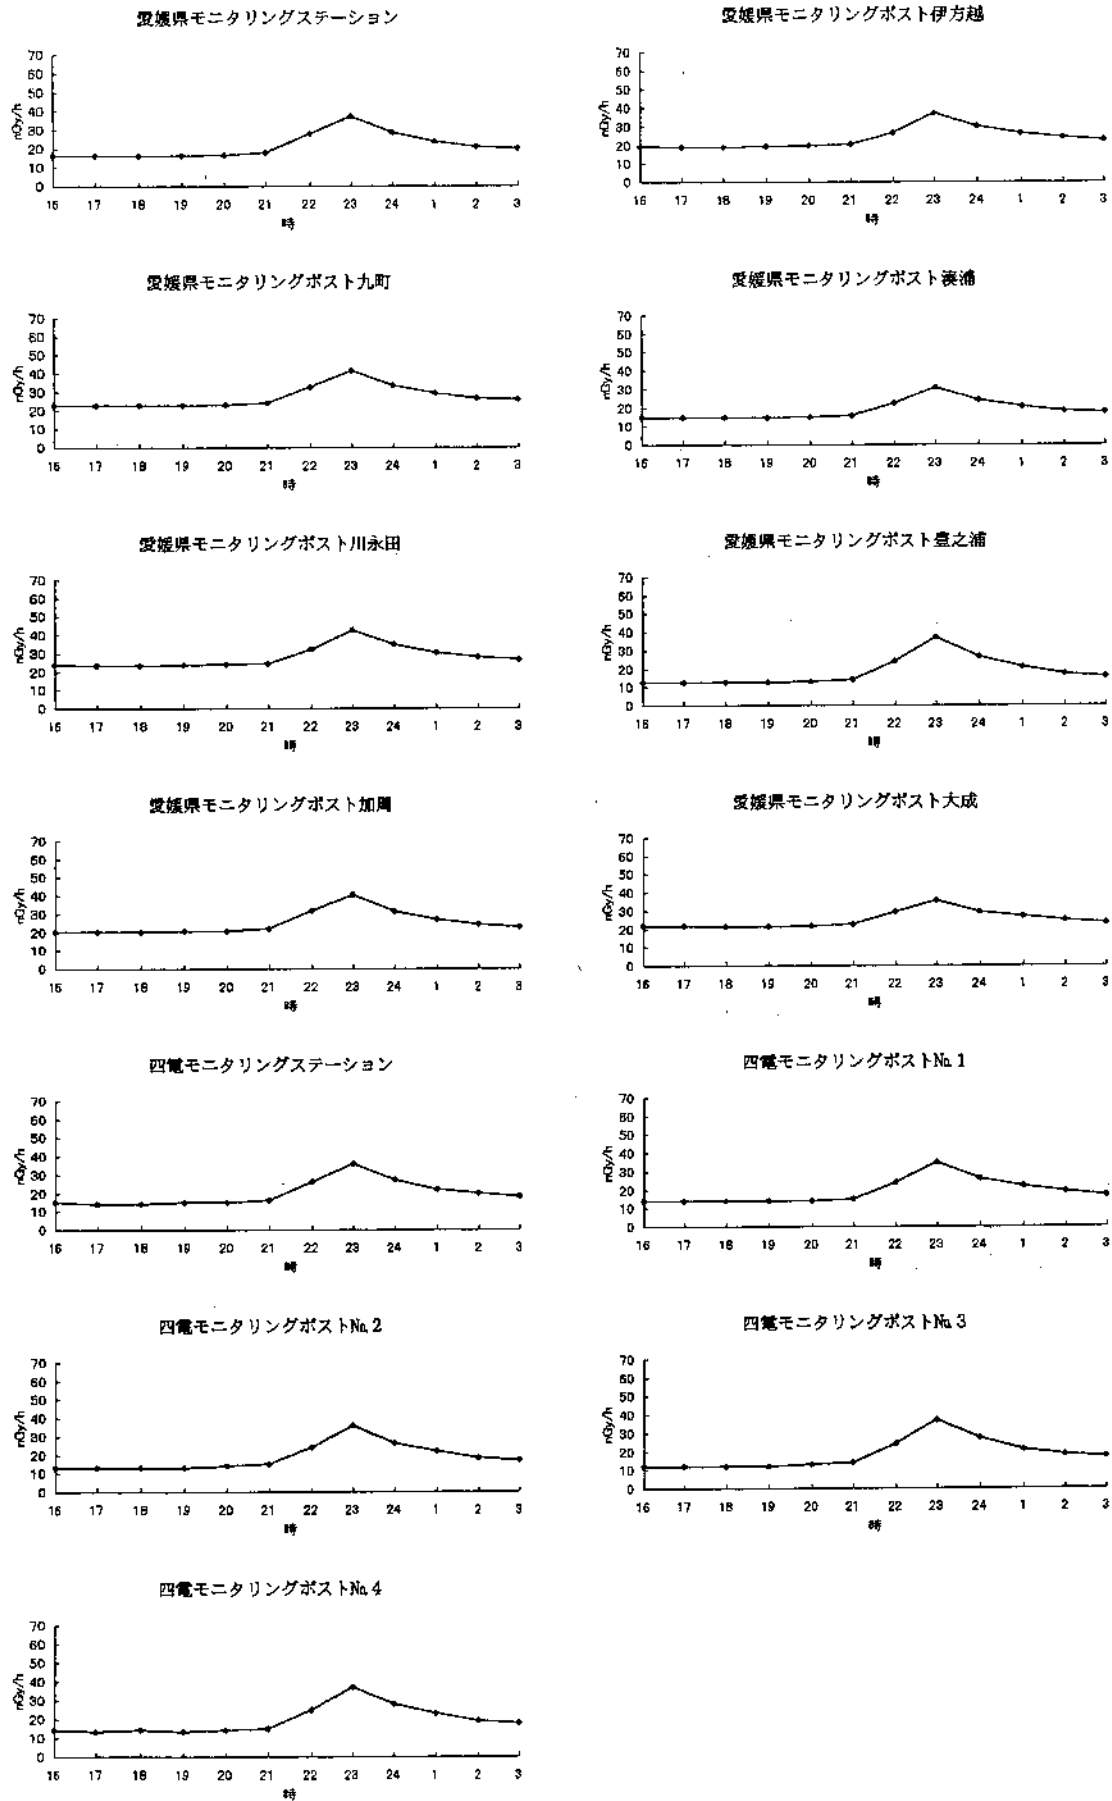 愛媛県モニタリングステーション
nGy/h
70
60
50
40
30
20
10
0
16 17 18 19 20 21 22 23 24 1 2 3
時
愛媛県モニタリングポスト伊方越
nGy/h
70
60
50
40
30
20
10
0
16 17 18 19 20 21 22 23 24 1 2 3
時
愛媛県モニタリングポスト九町
nGy/h
70
60
50
40
30
20
10
0
16 17 18 19 20 21 22 23 24 1 2 3
時
愛媛県モニタリングポスト湊浦
nGy/h
70
60
50
40
30
20
10
0
16 17 18 19 20 21 22 23 24 1 2 3
時
愛媛県モニタリングポスト川永田
nGy/h
70
60
50
40
30
20
10
0
16 17 18 19 20 21 22 23 24 1 2 3
時
愛媛県モニタリングポスト豊之浦
nGy/h
70
60
50
40
30
20
10
0
16 17 18 19 20 21 22 23 24 1 2 3
時
愛媛県モニタリングポスト加周
nGy/h
70
60
50
40
30
20
10
0
16 17 18 19 20 21 22 23 24 1 2 3
時
愛媛県モニタリングポスト大成
nGy/h
70
60
50
40
30
20
10
0
16 17 18 19 20 21 22 23 24 1 2 3
時
四電モニタリングステーション
nGy/h
70
60
50
40
30
20
10
0
16 17 18 19 20 21 22 23 24 1 2 3
時
四電モニタリングポスト№1
nGy/h
70
60
50
40
30
20
10
0
16 17 18 19 20 21 22 23 24 1 2 3
時
四電モニタリングポスト№2
nGy/h
70
60
50
40
30
20
10
0
16 17 18 19 20 21 22 23 24 1 2 3
時
四電モニタリングポスト№3
nGy/h
70
60
50
40
30
20
10
0
16 17 18 19 20 21 22 23 24 1 2 3
時
四電モニタリングポスト№4
nGy/h
70
60
50
40
30
20
10
0
16 17 18 19 20 21 22 23 24 1 2 3
時